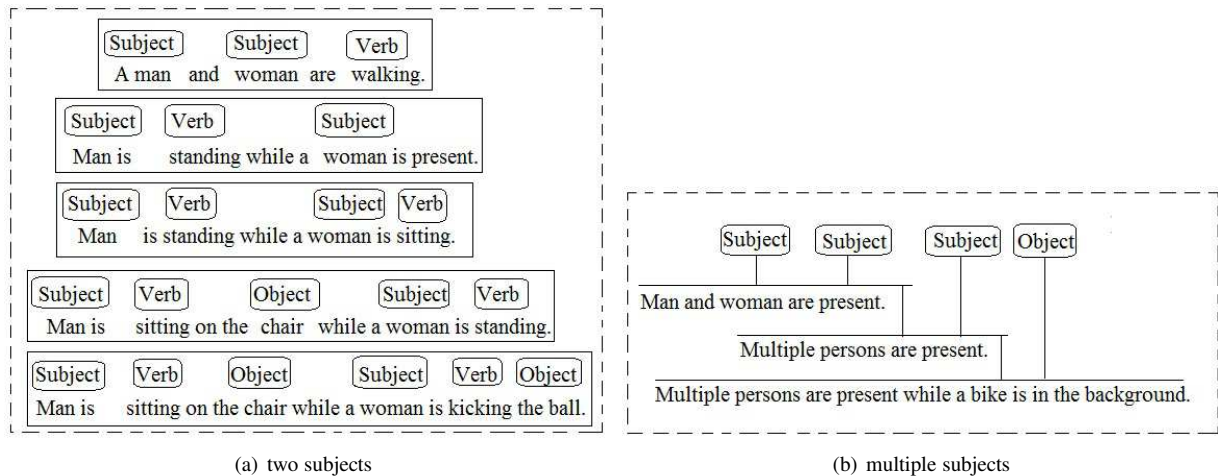 Subject Subject Verb
A man and woman are walking.
Subject Verb Subject
Man is standing while a woman is present.
Subject Verb Subject Verb
Man is standing while a woman is sitting.
Subject Verb Object Subject Verb
Man is sitting on the chair while a woman is standing.
Subject Verb Object Subject Verb Object
Man is sitting on the chair while a woman is kicking the ball.
(a) two subjects
Subject Subject Subject Object
Man and woman are present.
Multiple persons are present.
Multiple persons are present while a bike is in the background.
(b) multiple subjects